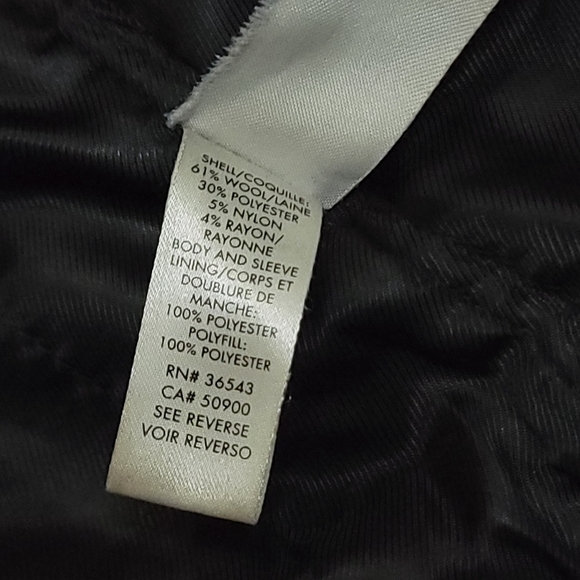 SHELL/COQUILLE:
61% WOOL/LAINE
30% POLYESTER
5% NYLON
4% RAYON/
RAYONNE
BODY AND SLEEVE
LINING/CORPS ET
DOUBLURE DE
MANCHE:
100% POLYESTER
POLYFILL:
100% POLYESTER
RN# 36543
CA# 50900
SEE REVERSE
VOIR REVERSO